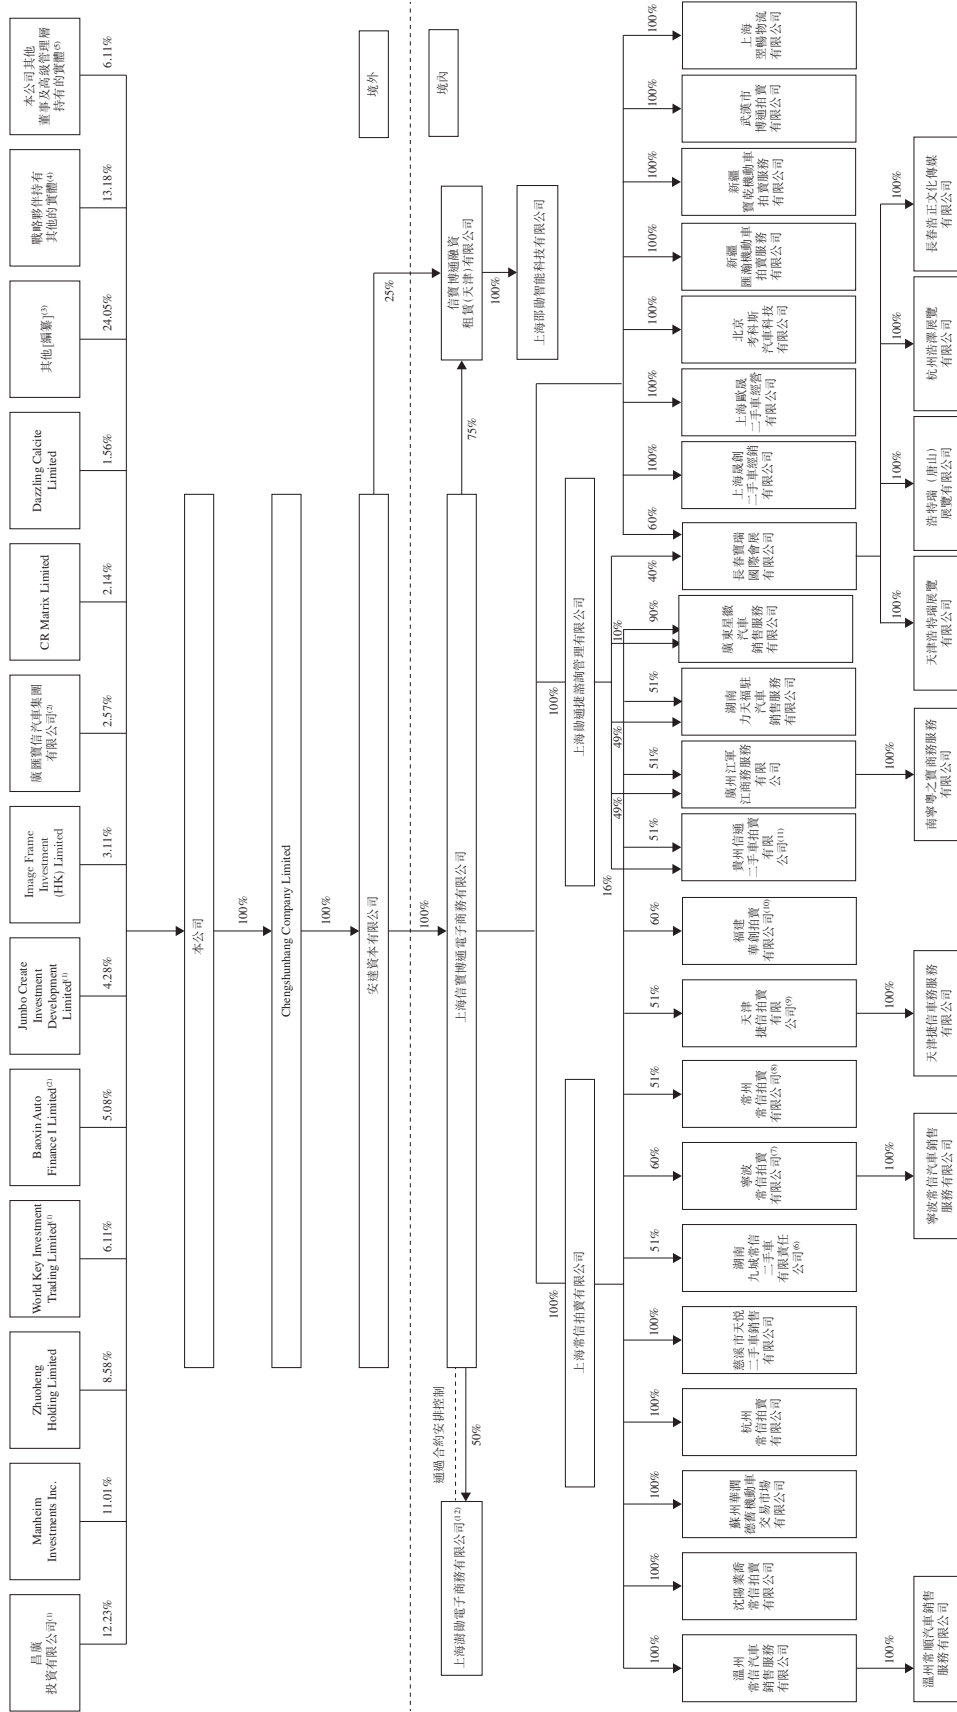 昌廣
投資有限公司(1)
Manheim
Investments Inc.
Zhuoheng
Holding Limited
World Key Investment
Trading Limited(1)
Baoxin Auto
Finance I Limited(2)
Jumbo Create
Investment
Development
Limited(1)
Image Frame
Investment
(HK) Limited
廣匯寶信汽車集團
有限公司(2)
CR Matrix Limited
Dazzling Calcite
Limited
其他[編纂](3)
戰略夥伴持有
其他的實體(4)
本公司其他
董事及高級管理層
持有的實體(5)
12.23%
11.01%
8.58%
6.11%
5.08%
4.28%
3.11%
2.57%
2.14%
1.56%
24.05%
13.18%
6.11%
本公司
100%
Chengshunhang Company Limited
100%
安達資本有限公司
境外
境內
100%
25%
通過合約安排控制
50%
上海澍勛電子商務有限公司(12)
上海信寶博通電子商務有限公司
75%
信寶博通融資
租賃(天津)有限公司
100%
上海邵勛智能科技有限公司
100%
100%
上海常信拍賣有限公司
上海勛通捷諮詢管理有限公司
100%
100%
100%
100%
100%
51%
60%
51%
51%
60%
16%
51%
49%
51%
49%
51%
10%
90%
40%
60%
100%
100%
100%
100%
100%
100%
100%
溫州
常信汽車
銷售服務
有限公司
沈陽業喬
常信拍賣
有限公司
蘇州華潤
德舊機動車
交易市場
有限公司
杭州
常信拍賣
有限公司
慈溪市天悅
二手車銷售
有限公司
湖南
九城常信
二手車
有限責任
公司(6)
寧波
常信拍賣
有限公司(7)
常州
常信拍賣
有限公司(8)
天津
捷信拍賣
有限
公司(9)
福建
華創拍賣
有限公司(10)
貴州信通
二手車拍賣
有限
公司(11)
廣州江軍
江商務服務
有限
公司
湖南
力天福駐
汽車
銷售服務
有限公司
廣東星徽
汽車
銷售服務
有限公司
長春寶瑞
國際會展
有限公司
上海晟創
二手車經銷
有限公司
上海歐晟
二手車經營
有限公司
北京
考科斯
汽車科技
有限公司
新疆
匯瀚機動車
拍賣服務
有限公司
新疆
寶乾機動車
拍賣服務
有限公司
武漢市
博通拍賣
有限公司
上海
翌暢物流
有限公司
100%
100%
100%
100%
100%
100%
100%
100%
溫州常順汽車銷售
服務有限公司
寧波常信汽車銷售
服務有限公司
天津捷信車務服務
有限公司
南寧粵之寶商務服務
有限公司
天津浩特瑞展覽
有限公司
浩特瑞（唐山）
展覽有限公司
杭州浩澤展覽
有限公司
長春浩正文化傳媒
有限公司